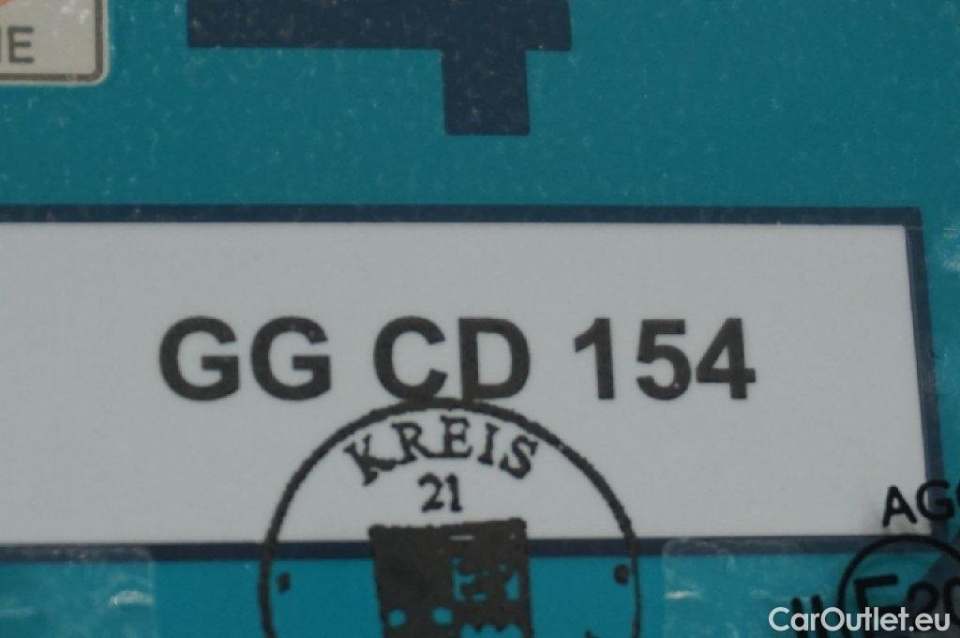 GG CD 154
KREIS
21
CarOutlet.eu